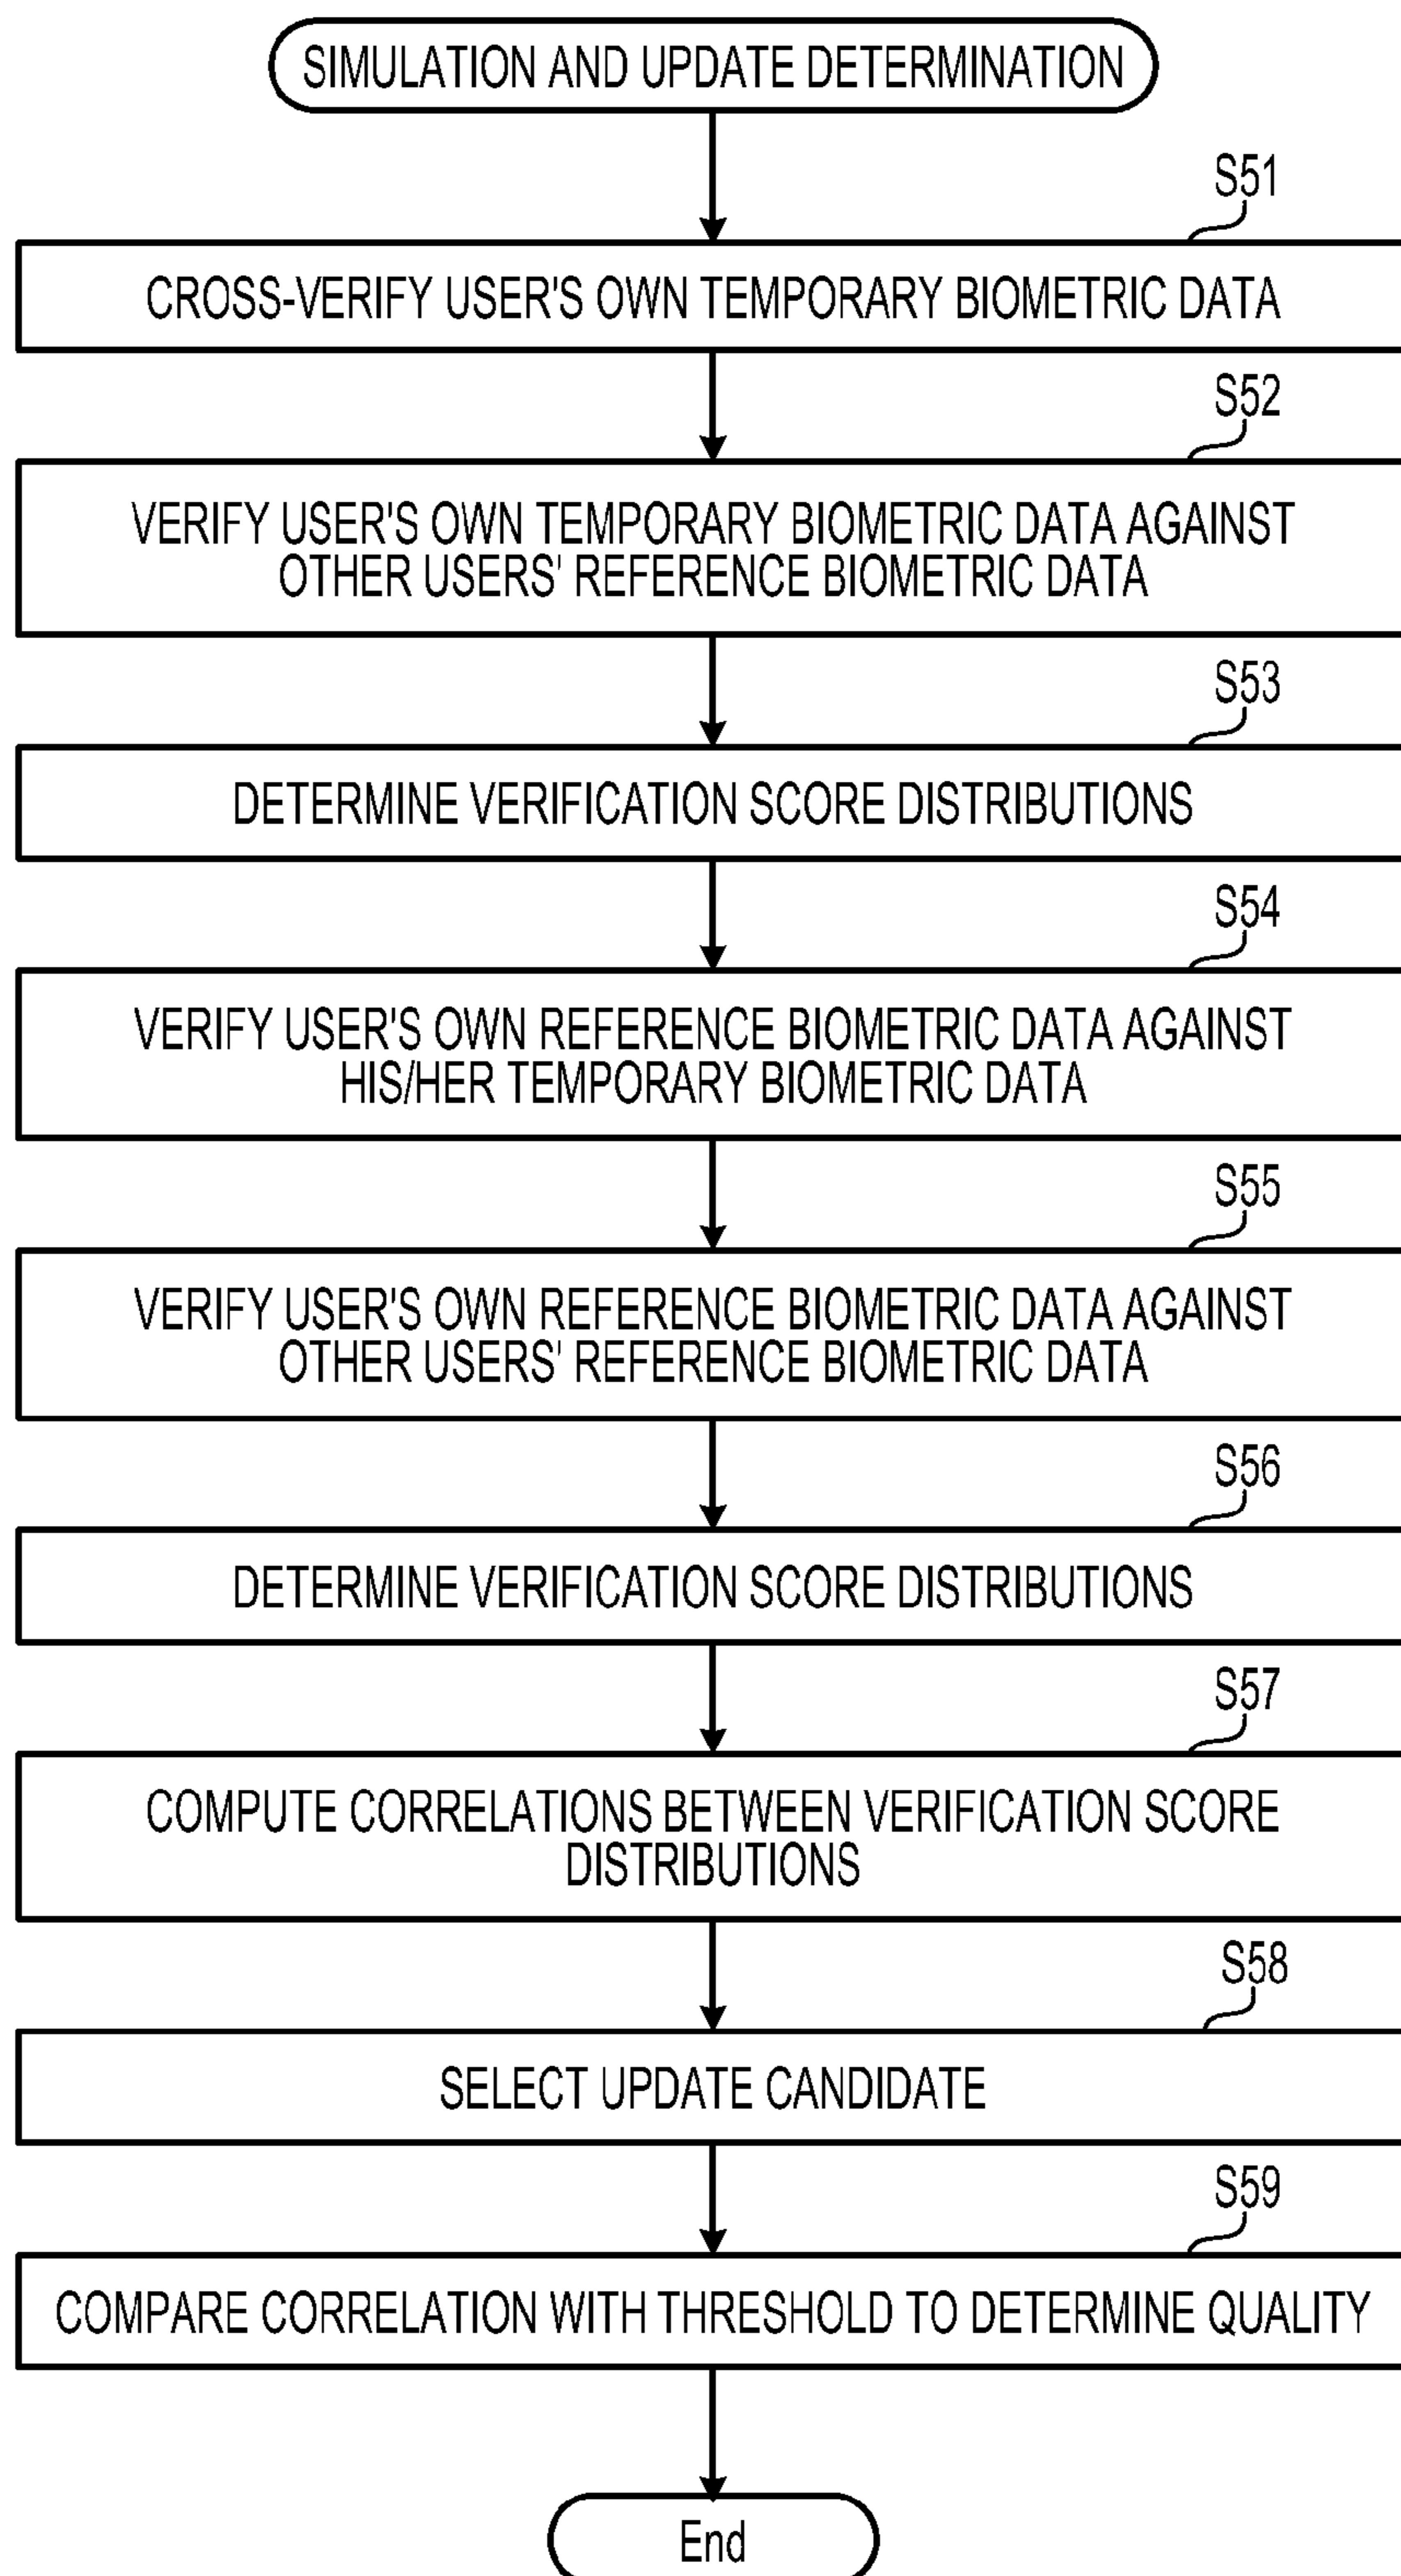 SIMULATION AND UPDATE DETERMINATION
S51
CROSS-VERIFY USER'S OWN TEMPORARY BIOMETRIC DATA
S52
VERIFY USER'S OWN TEMPORARY BIOMETRIC DATA AGAINST
OTHER USERS' REFERENCE BIOMETRIC DATA
S53
DETERMINE VERIFICATION SCORE DISTRIBUTIONS
S54
VERIFY USER'S OWN REFERENCE BIOMETRIC DATA AGAINST
HIS/HER TEMPORARY BIOMETRIC DATA
S55
VERIFY USER'S OWN REFERENCE BIOMETRIC DATA AGAINST
OTHER USERS' REFERENCE BIOMETRIC DATA
S56
DETERMINE VERIFICATION SCORE DISTRIBUTIONS
S57
COMPUTE CORRELATIONS BETWEEN VERIFICATION SCORE
DISTRIBUTIONS
S58
SELECT UPDATE CANDIDATE
S59
COMPARE CORRELATION WITH THRESHOLD TO DETERMINE QUALITY
End